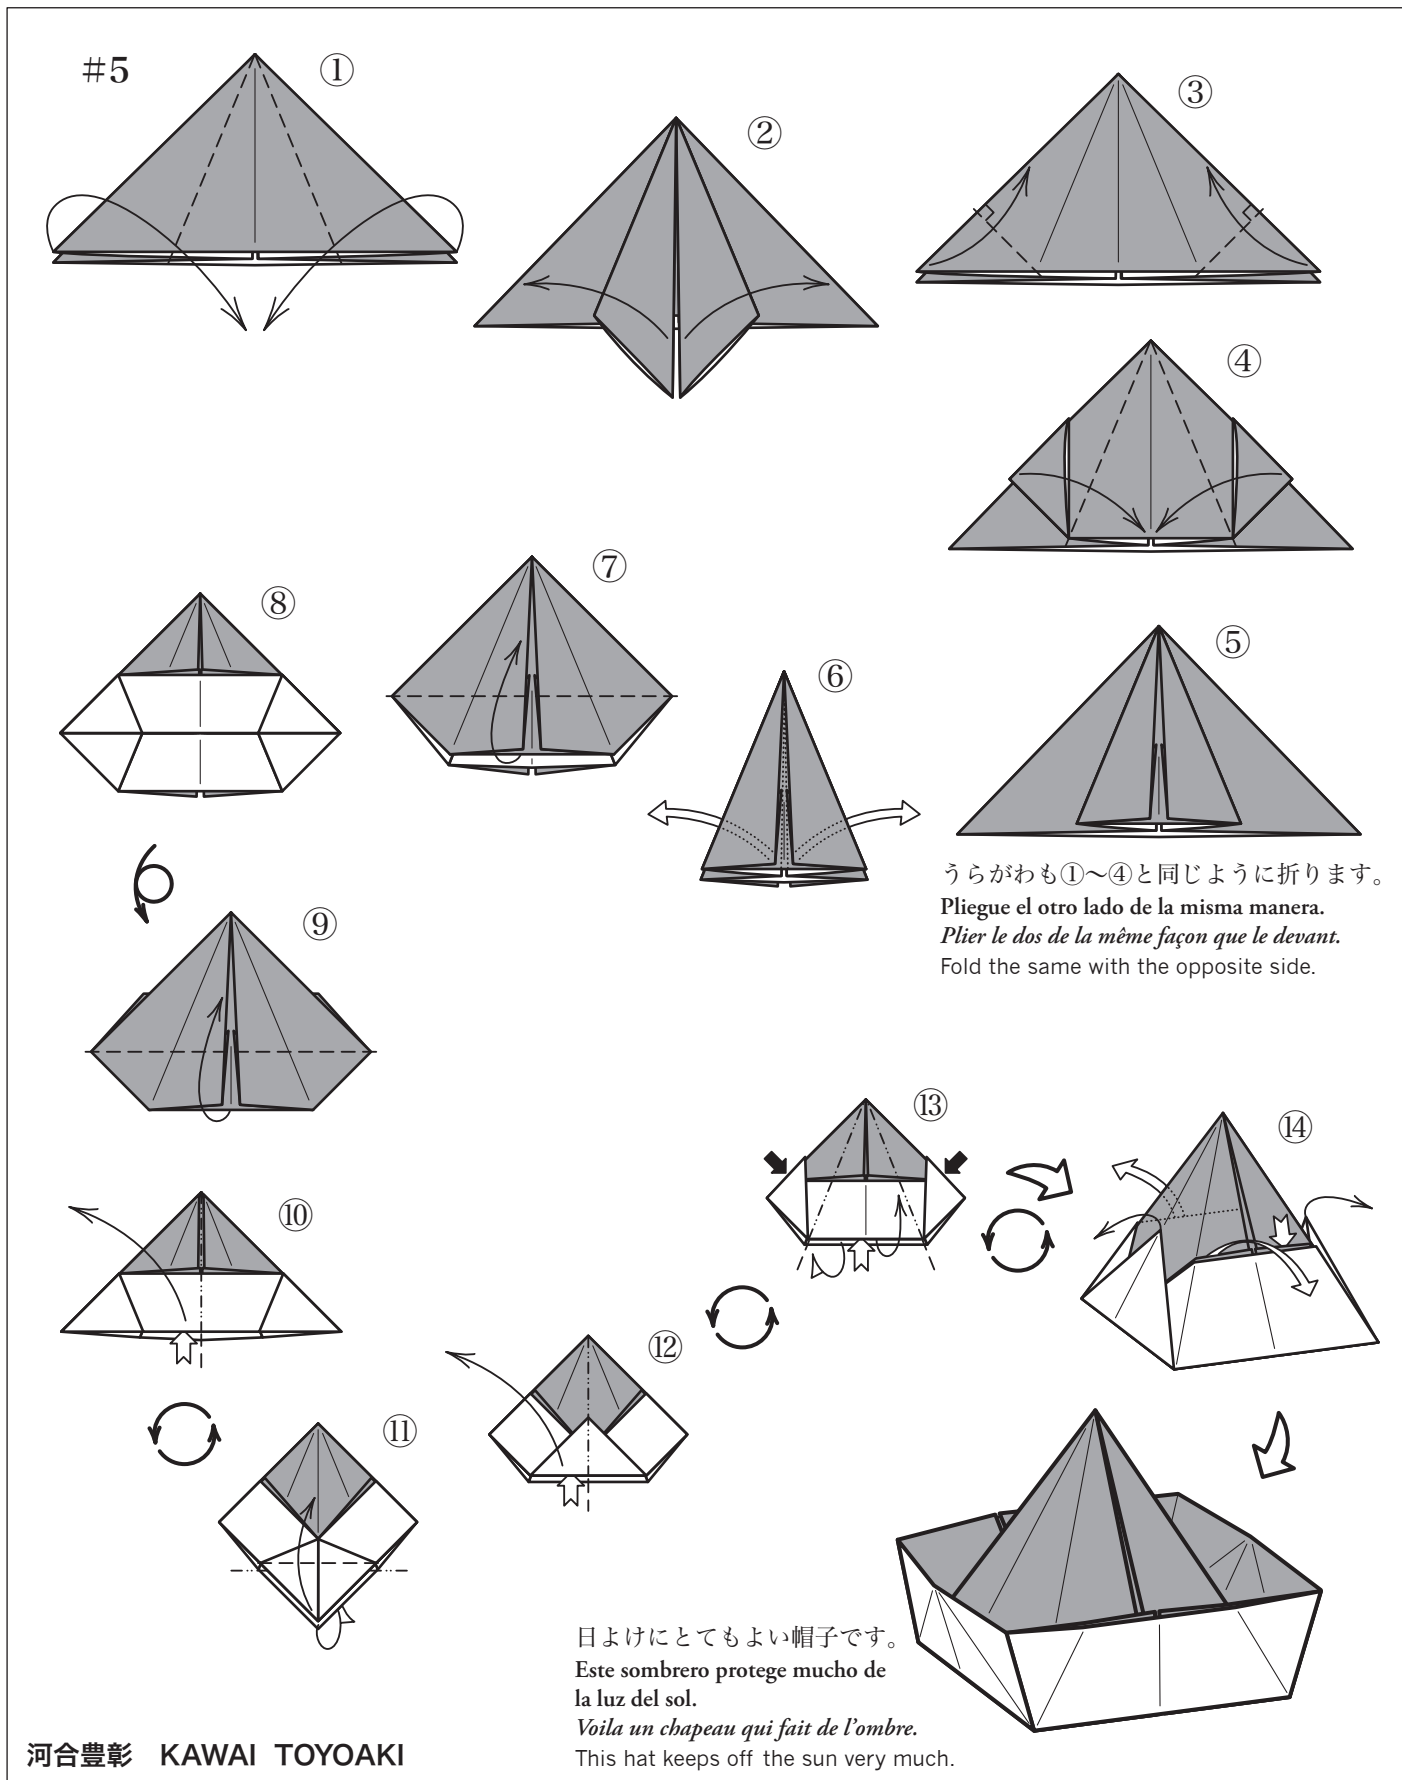 #5
①
②
③
④
⑤
うらがわも①〜④と同じように折ります。
Pliegue el otro lado de la misma manera.
Plier le dos de la même façon que le devant.
Fold the same with the opposite side.
⑥
⑦
⑧
⑨
⑩
⑪
⑫
⑬
⑭
日よけにとてもよい帽子です。
Este sombrero protege mucho de
la luz del sol.
Voila un chapeau qui fait de l'ombre.
This hat keeps off the sun very much.
河合豊彰 KAWAI TOYOAKI